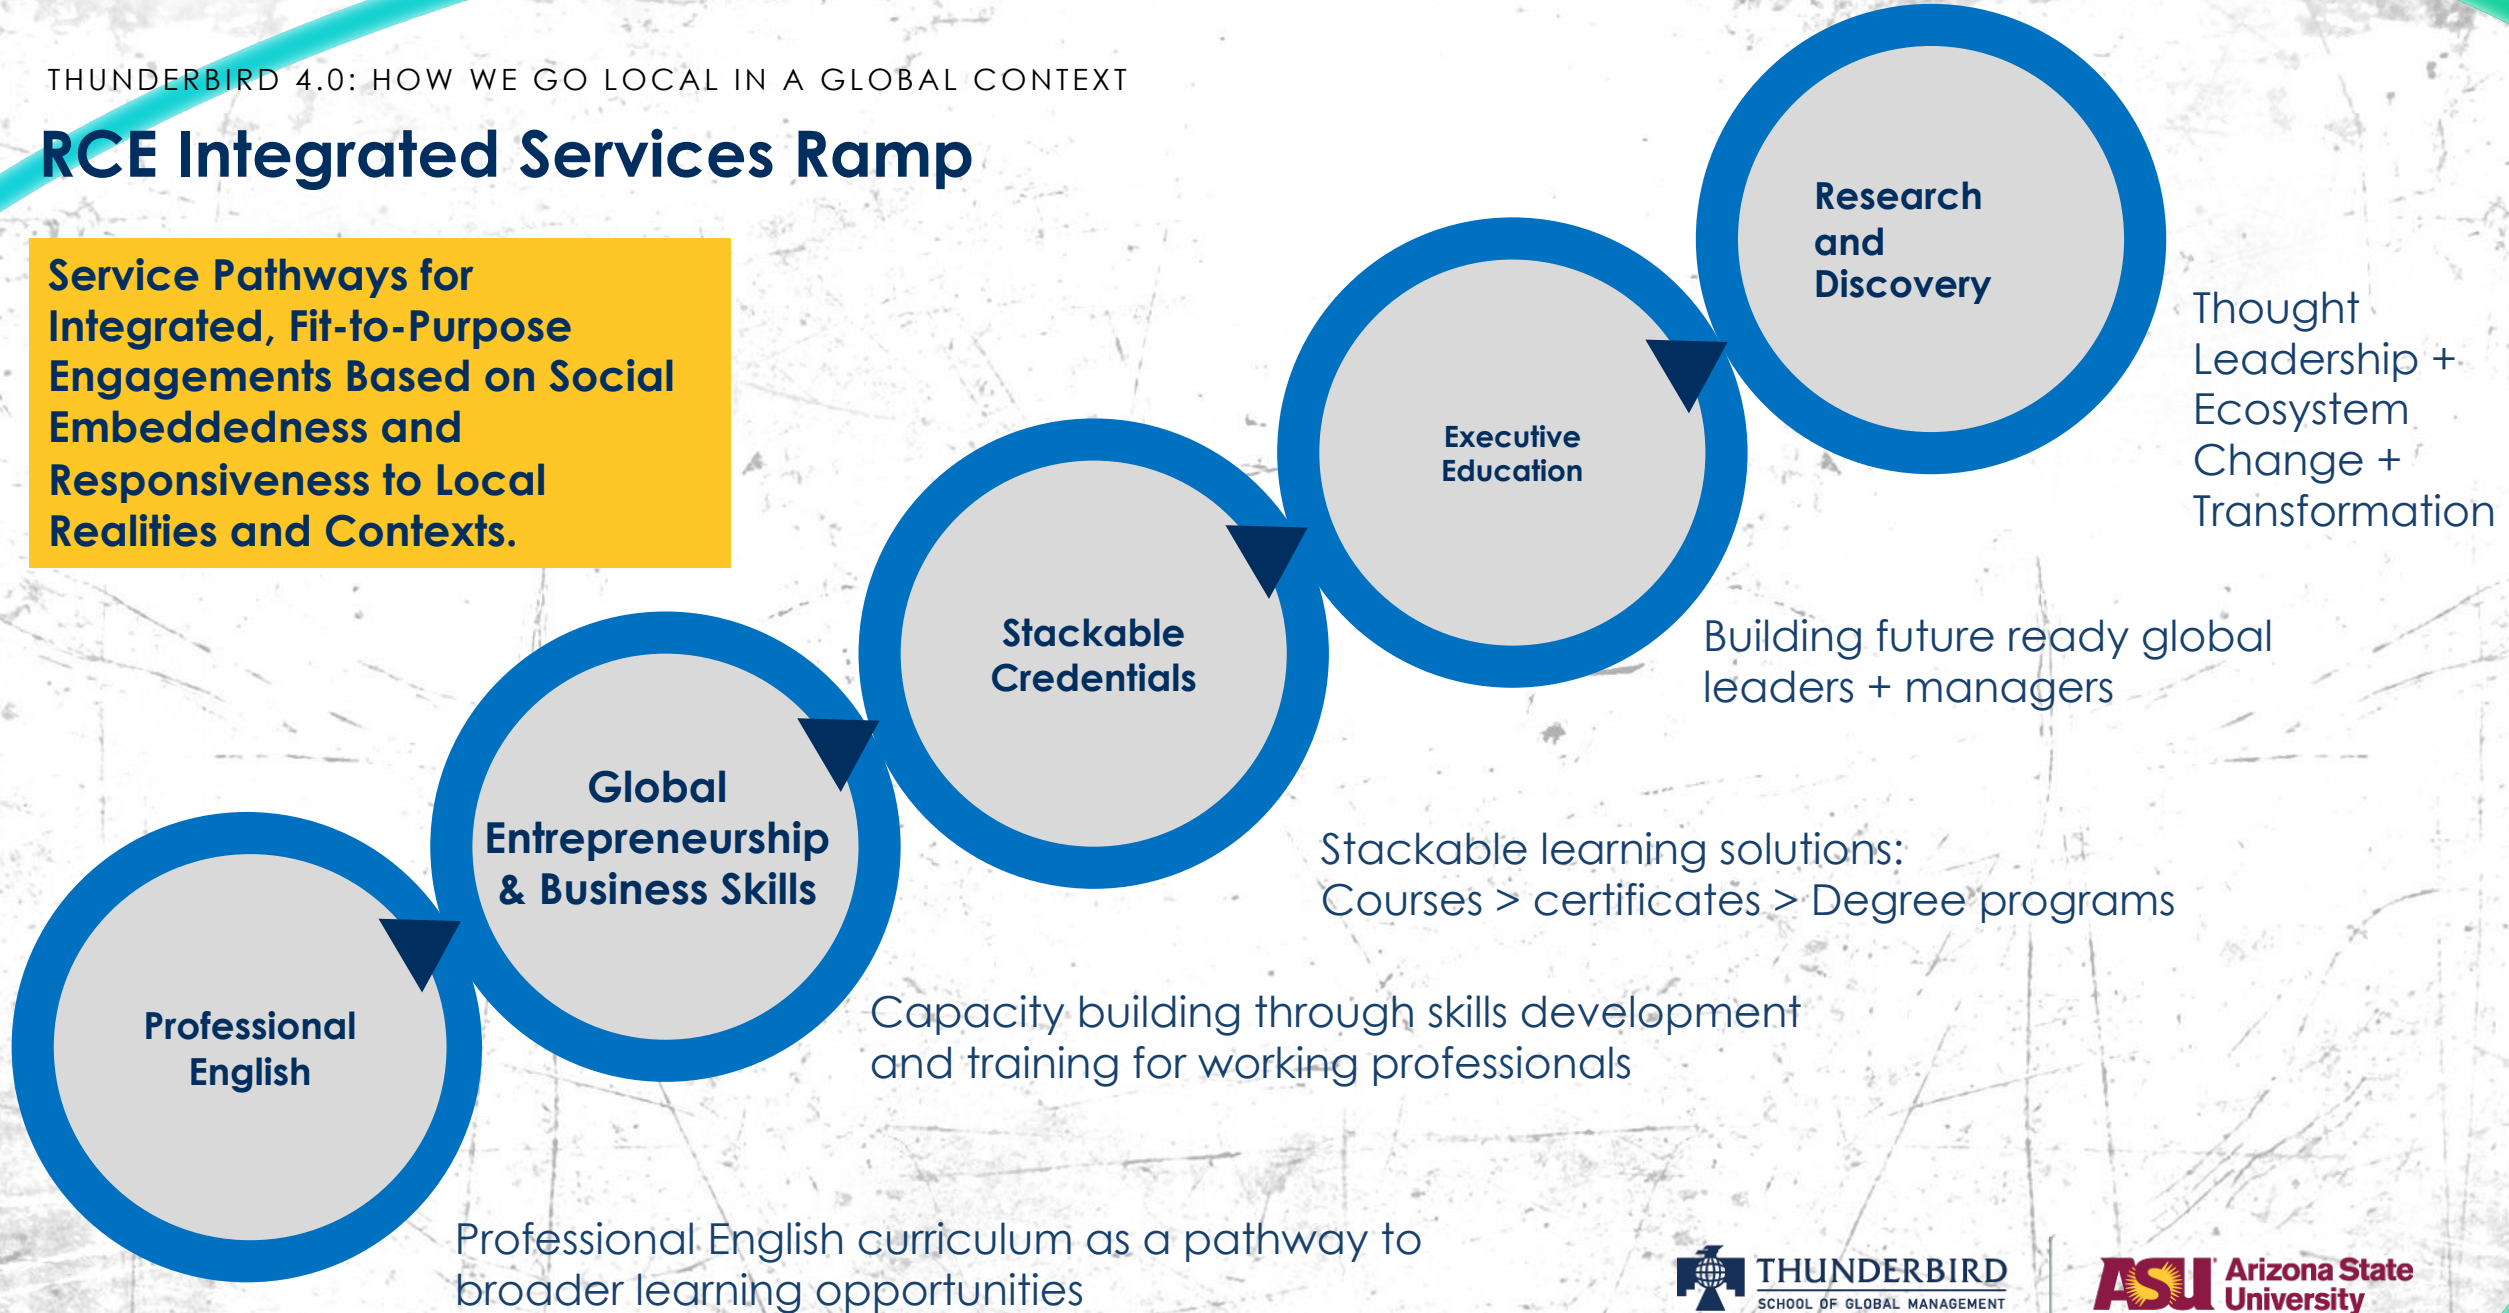 THUNDERBIRD 4.0: HOW WE GO LOCAL IN A GLOBAL CONTEXT
RCE Integrated Services Ramp
Service Pathways for
Integrated, Fit-to-Purpose
Engagements Based on Social
Embeddedness and
Responsiveness to Local
Realities and Contexts.
Research
and
Discovery
Thought
Leadership +
Ecosystem
Change +
Transformation
Executive
Education
Building future ready global
leaders + managers
Stackable
Credentials
Stackable learning solutions:
Courses > certificates > Degree programs
Global
Entrepreneurship
& Business Skills
Capacity building through skills development
and training for working professionals
Professional
English
Professional English curriculum as a pathway to
broader learning opportunities
THUNDERBIRD
SCHOOL OF GLOBAL MANAGEMENT
ASU
Arizona State
University